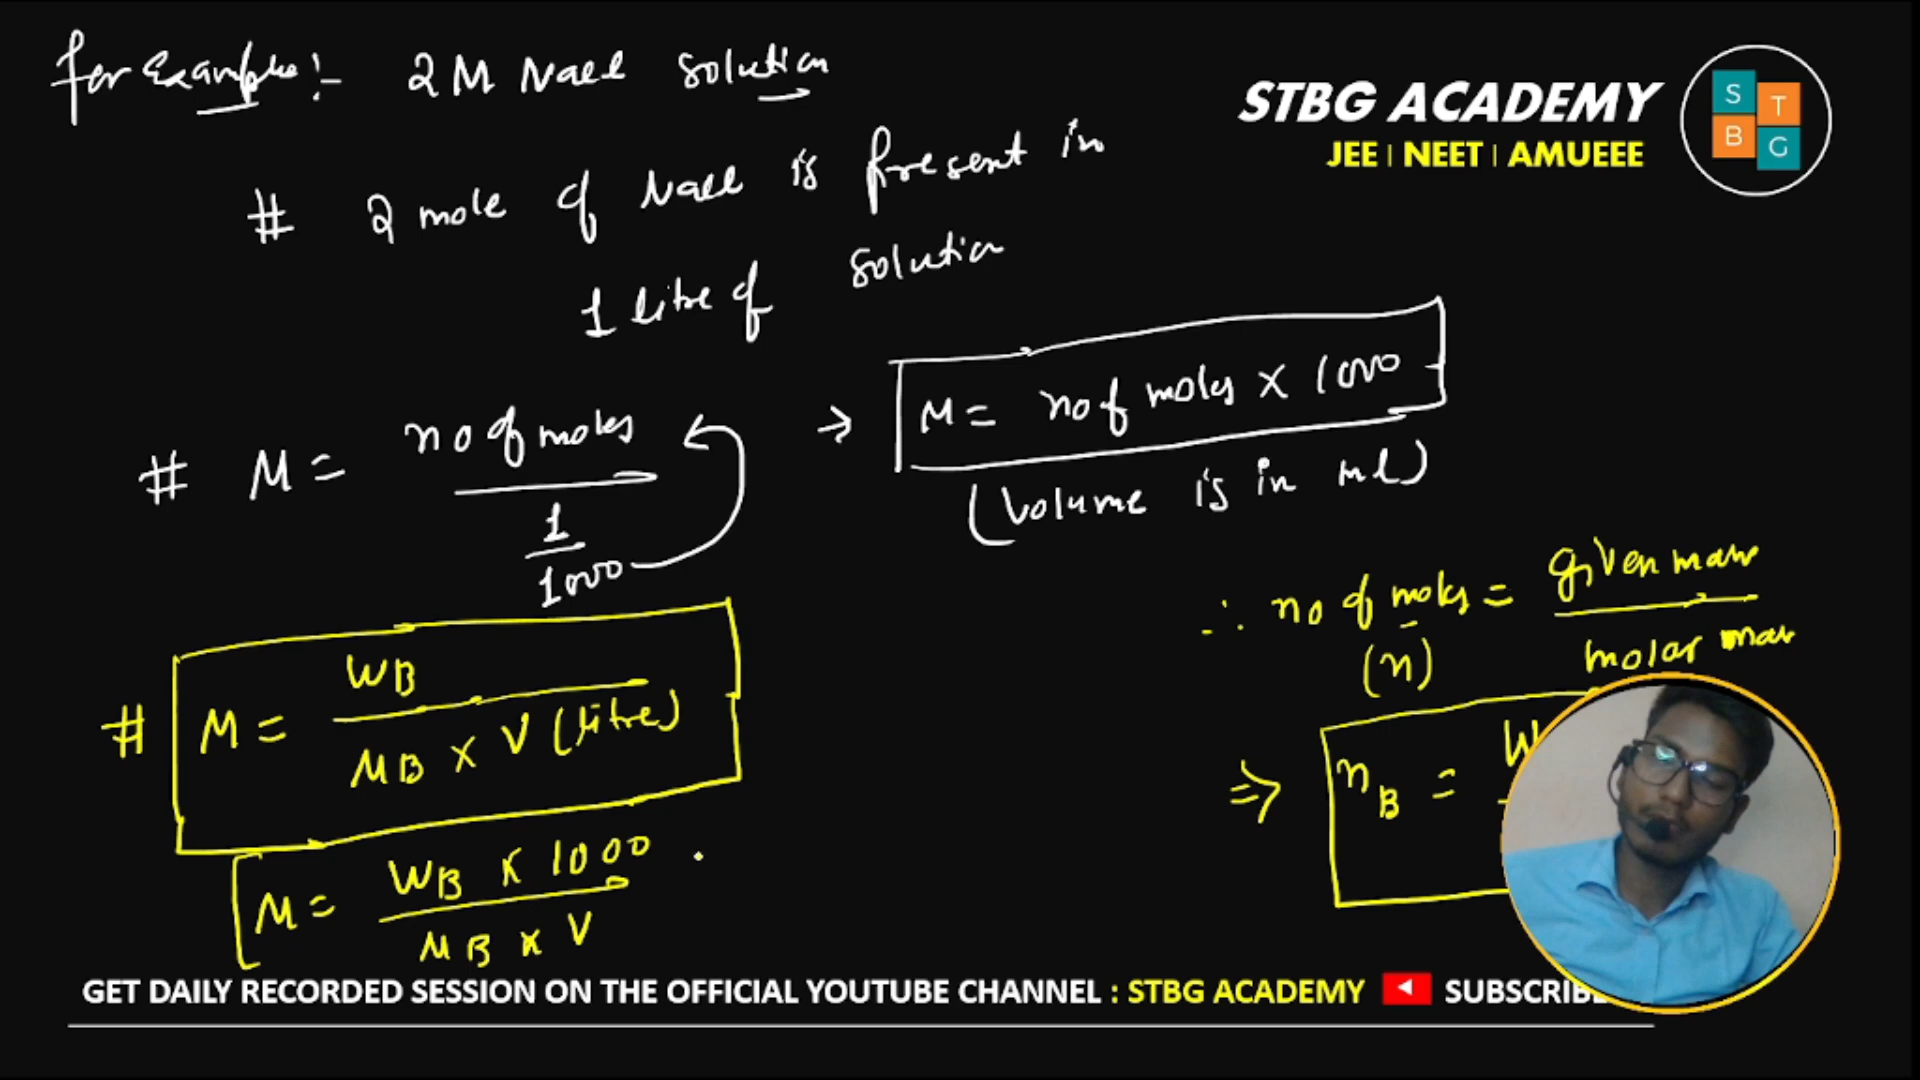 for Example:- 2M NaCl solution
# 2 mole of NaCl is present in
1 litre of solution
STBG ACADEMY
JEE | NEET | AMUEEE
S T
B G
# M = no of moles / 1/1000 → M = no of moles × 1000
(Volume is in ml)
∴ no of moles (n) = given mass / molar mass
# M = WB / MB × V (litre)
⇒ nB = W
M = WB × 1000 / MB × V
GET DAILY RECORDED SESSION ON THE OFFICIAL YOUTUBE CHANNEL : STBG ACADEMY SUBSCRIBE